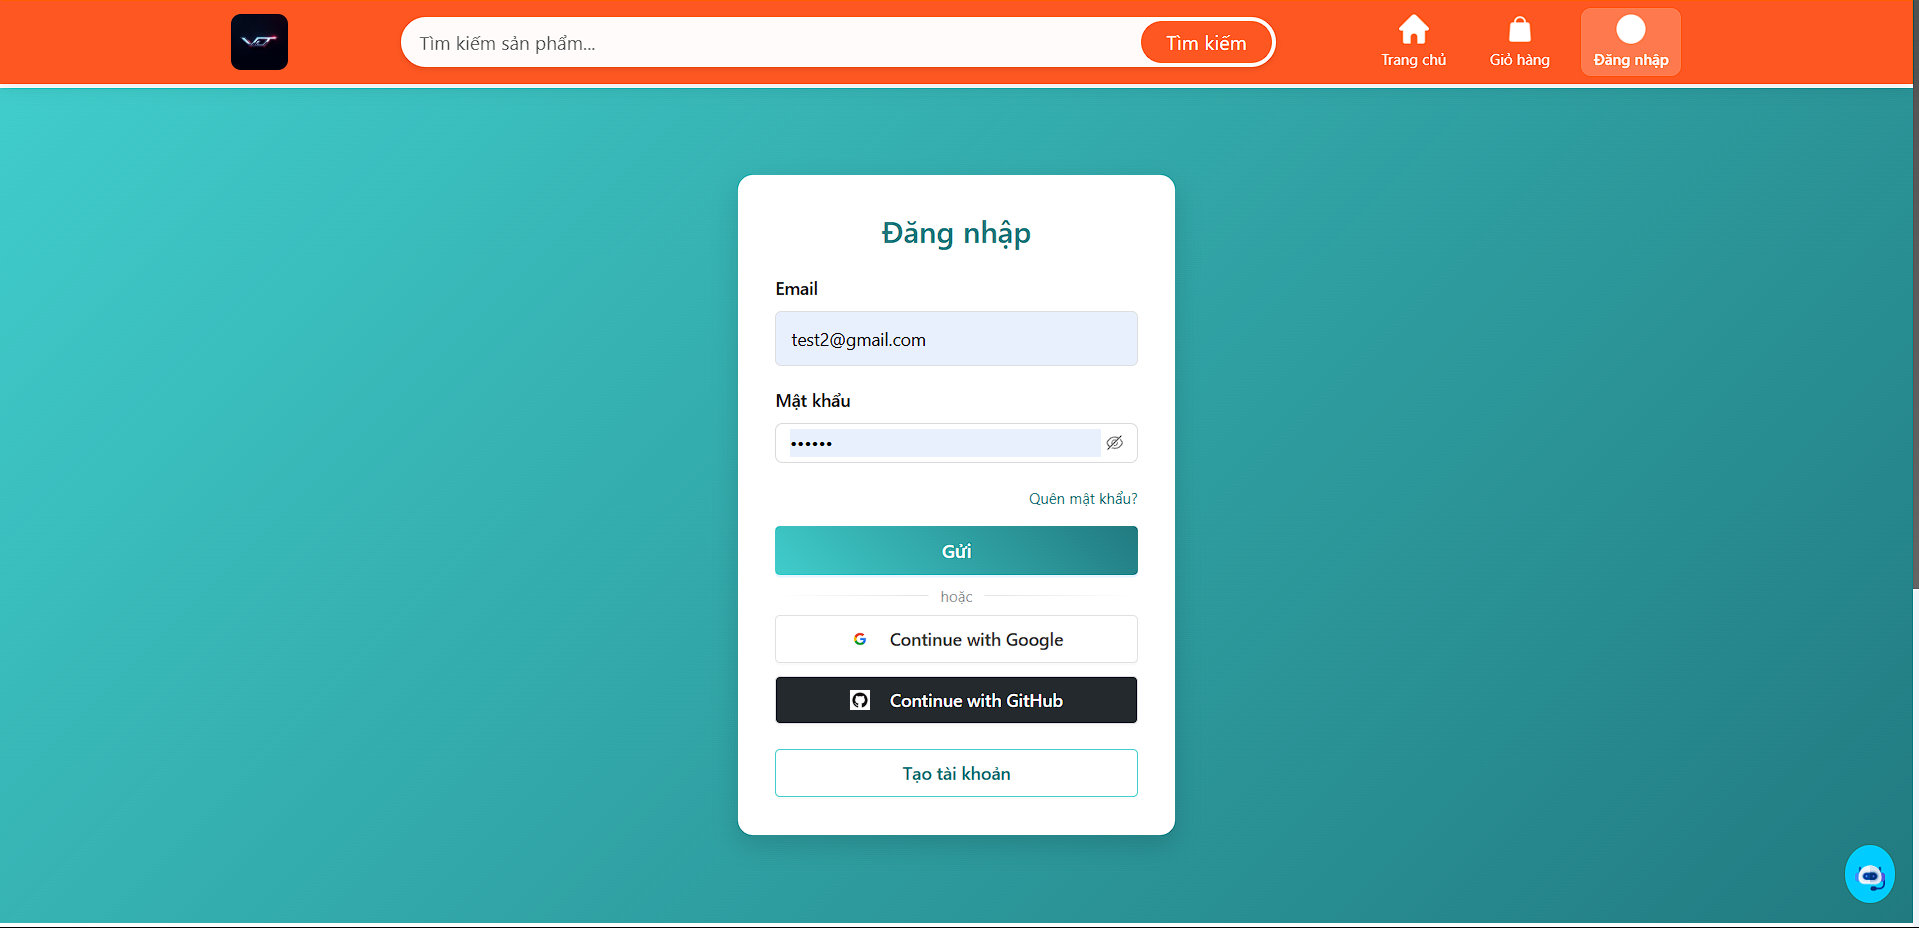 VJT
Tìm kiếm sản phẩm...
Tìm kiếm
Trang chủ
Giỏ hàng
Đăng nhập
Đăng nhập
Email
test2@gmail.com
Mật khẩu
••••••
Quên mật khẩu?
Gửi
hoặc
Continue with Google
Continue with GitHub
Tạo tài khoản